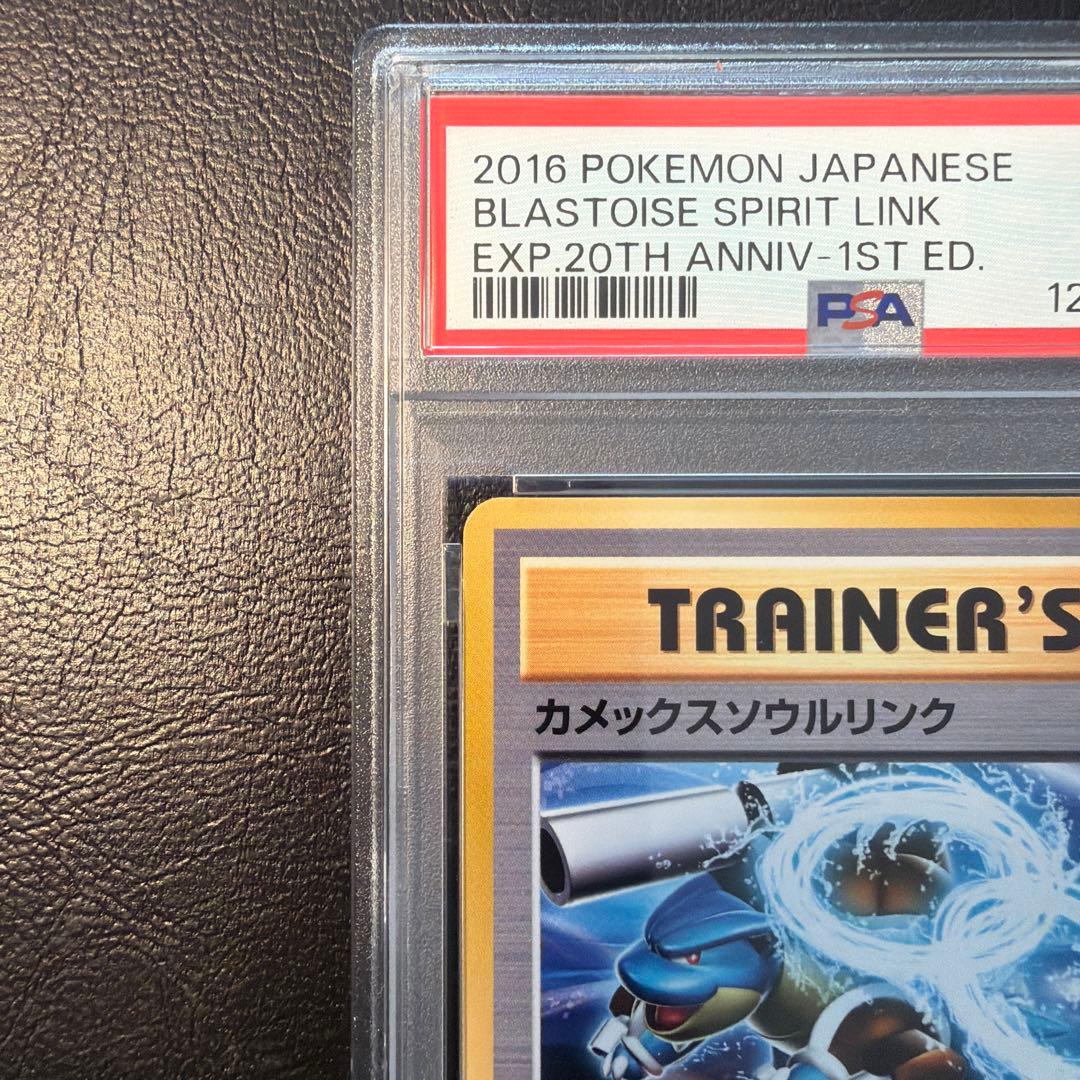 2016 POKEMON JAPANESE
BLASTOISE SPIRIT LINK
EXP.20TH ANNIV-1ST ED.
PSA
12
TRAINER'S
カメックスソウルリンク